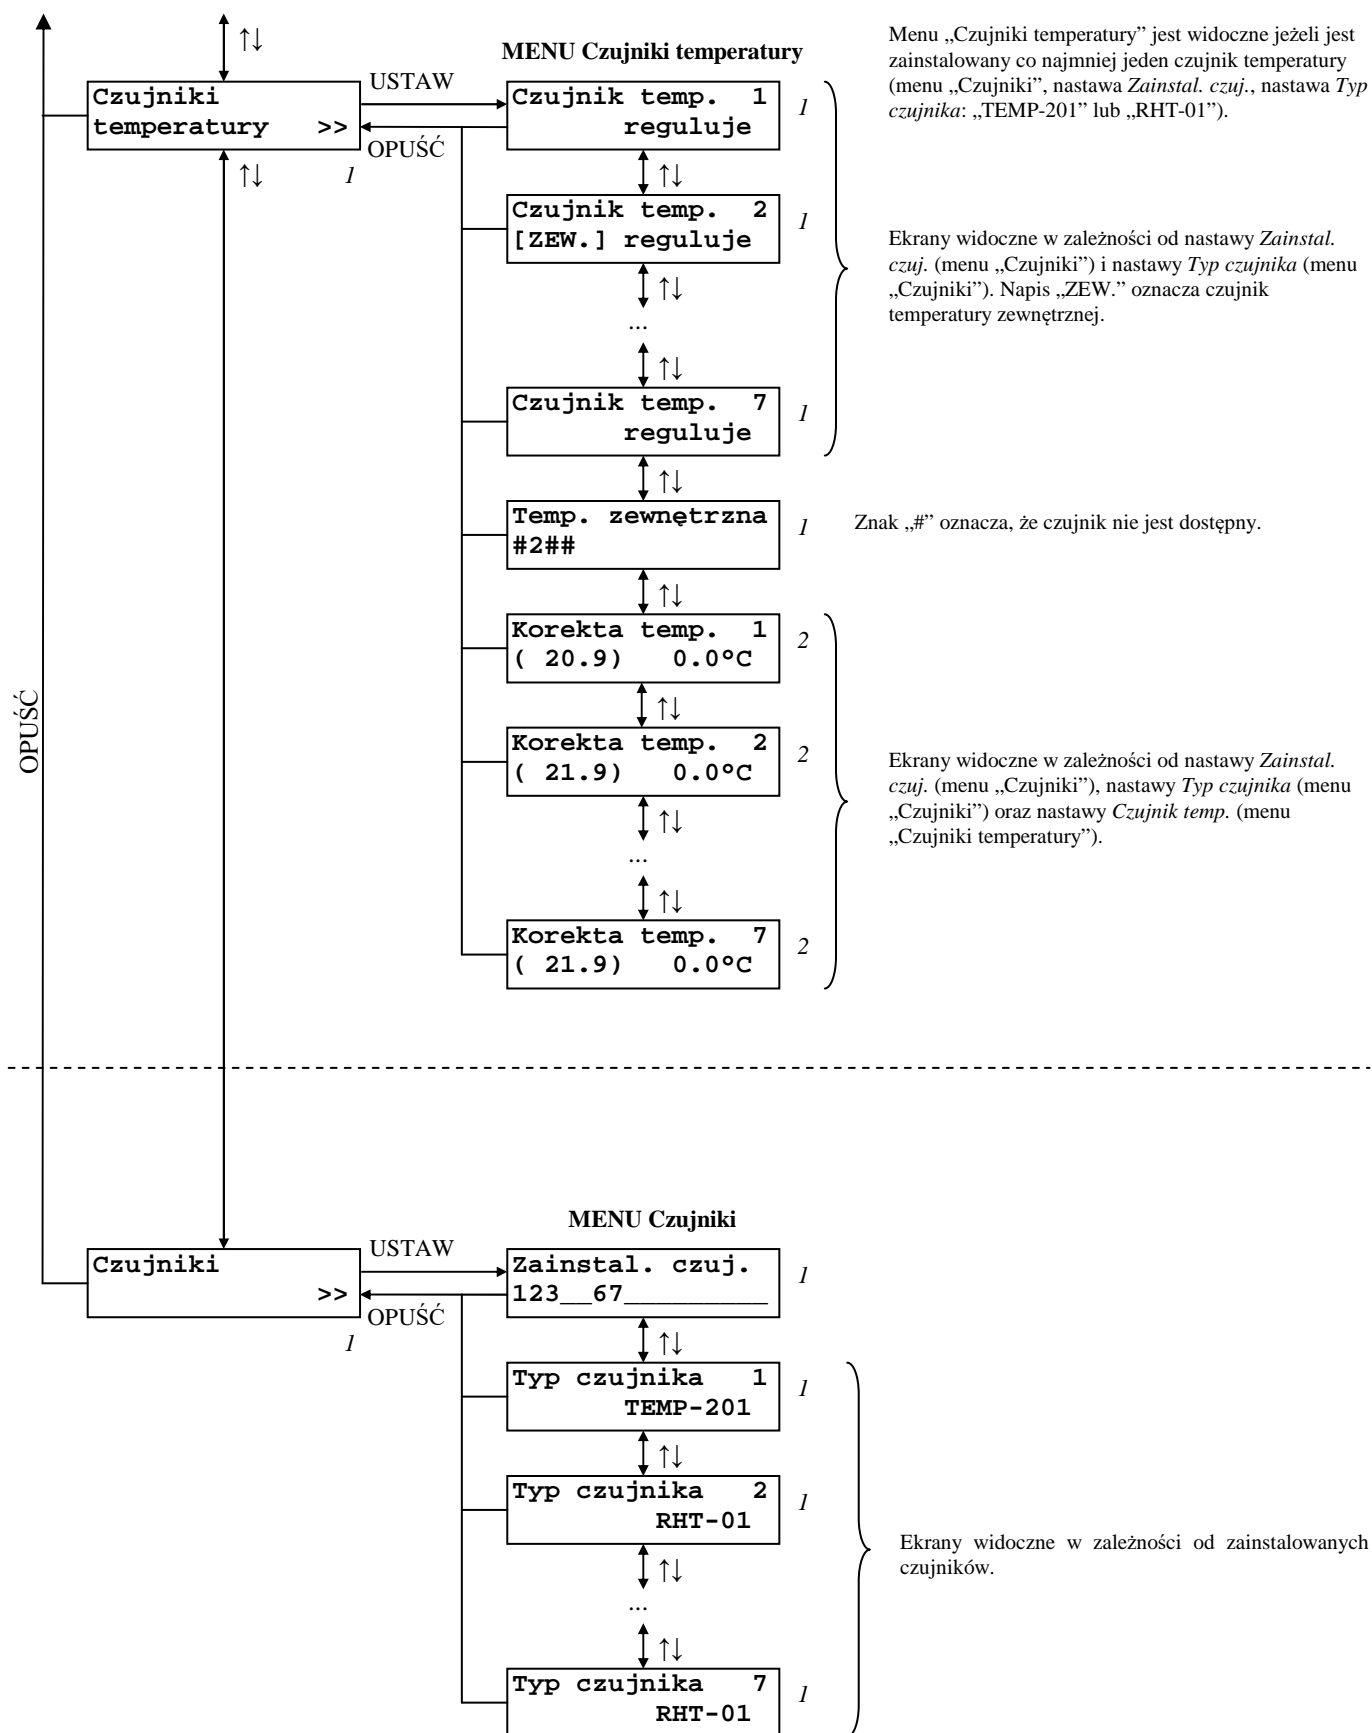 ↑↓
MENU Czujniki temperatury
Menu „Czujniki temperatury” jest widoczne jeżeli jest
zainstalowany co najmniej jeden czujnik temperatury
(menu „Czujniki”, nastawa Zainstal. czuj., nastawa Typ
czujnika: „TEMP-201” lub „RHT-01”).
Czujniki
temperatury >>
1
USTAW
OPUŚĆ
↑↓
Czujnik temp. 1
reguluje
1
↑↓
Czujnik temp. 2
[ZEW.] reguluje
1
↑↓
...
↑↓
Czujnik temp. 7
reguluje
1
Ekrany widoczne w zależności od nastawy Zainstal.
czuj. (menu „Czujniki”) i nastawy Typ czujnika (menu
„Czujniki”). Napis „ZEW.” oznacza czujnik
temperatury zewnętrznej.
↑↓
Temp. zewnętrzna
#2##
1
Znak „#” oznacza, że czujnik nie jest dostępny.
↑↓
Korekta temp. 1
( 20.9) 0.0°C
2
↑↓
Korekta temp. 2
( 21.9) 0.0°C
2
↑↓
...
↑↓
Korekta temp. 7
( 21.9) 0.0°C
2
Ekrany widoczne w zależności od nastawy Zainstal.
czuj. (menu „Czujniki”), nastawy Typ czujnika (menu
„Czujniki”) oraz nastawy Czujnik temp. (menu
„Czujniki temperatury”).
OPUŚĆ
MENU Czujniki
Czujniki
>>
1
USTAW
OPUŚĆ
Zainstal. czuj.
123__67_________
1
↑↓
Typ czujnika 1
TEMP-201
1
↑↓
Typ czujnika 2
RHT-01
1
↑↓
...
↑↓
Typ czujnika 7
RHT-01
1
Ekrany widoczne w zależności od zainstalowanych
czujników.